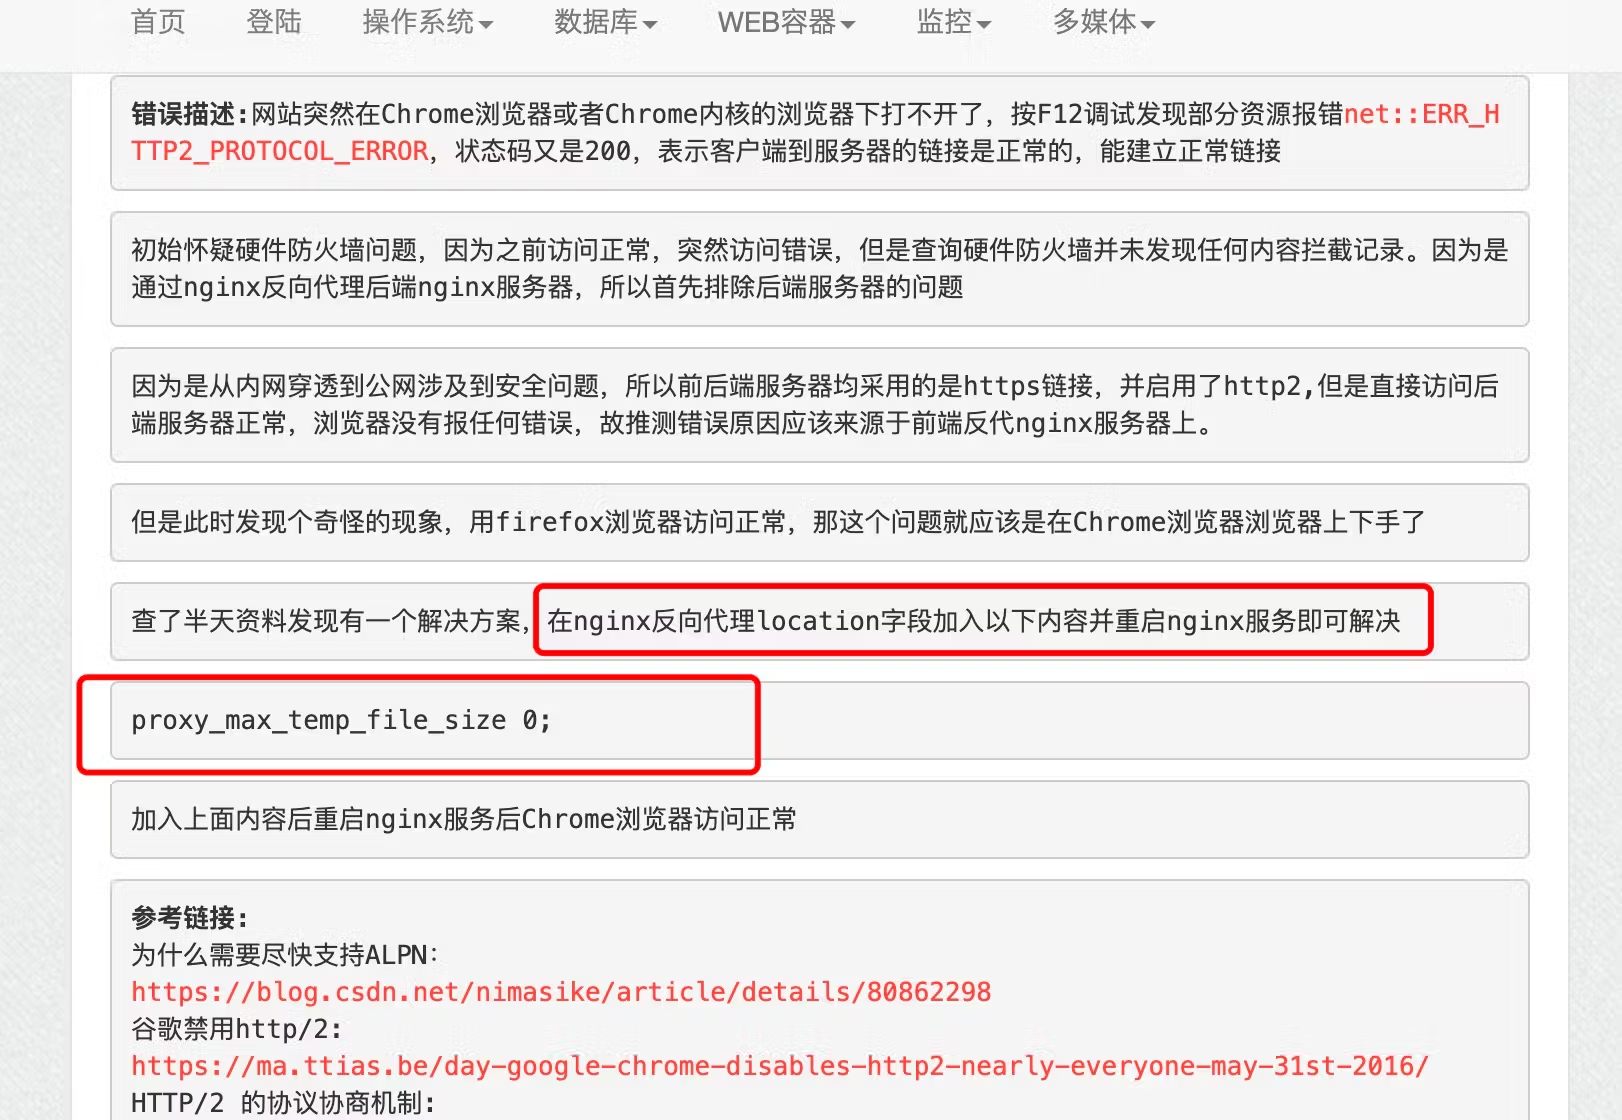 首页 登陆 操作系统 数据库 WEB容器 监控 多媒体
错误描述:网站突然在Chrome浏览器或者Chrome内核的浏览器下打不开了，按F12调试发现部分资源报错net::ERR_H
TTP2_PROTOCOL_ERROR，状态码又是200，表示客户端到服务器的链接是正常的，能建立正常链接
初始怀疑硬件防火墙问题，因为之前访问正常，突然访问错误，但是查询硬件防火墙并未发现任何内容拦截记录。因为是
通过nginx反向代理后端nginx服务器，所以首先排除后端服务器的问题
因为是从内网穿透到公网涉及到安全问题，所以前后端服务器均采用的是https链接，并启用了http2,但是直接访问后
端服务器正常，浏览器没有报任何错误，故推测错误原因应该来源于前端反代nginx服务器上。
但是此时发现个奇怪的现象，用firefox浏览器访问正常，那这个问题就应该是在Chrome浏览器浏览器上下手了
查了半天资料发现有一个解决方案，在nginx反向代理location字段加入以下内容并重启nginx服务即可解决
proxy_max_temp_file_size 0;
加入上面内容后重启nginx服务后Chrome浏览器访问正常
参考链接:
为什么需要尽快支持ALPN：
https://blog.csdn.net/nimasike/article/details/80862298
谷歌禁用http/2:
https://ma.ttias.be/day-google-chrome-disables-http2-nearly-everyone-may-31st-2016/
HTTP/2 的协议协商机制: